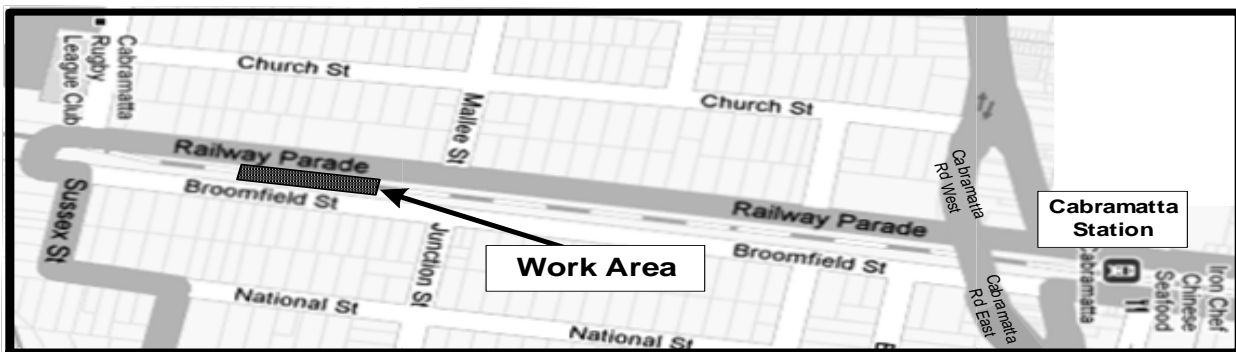 Cabramatta
Rugby
League Club
Church St
Church St
Mallee St
Railway Parade
Broomfield St
Sussex St
Junction St
National St
National St
Work Area
Railway Parade
Broomfield St
Cabramatta
Rd West
Cabramatta
Rd East
Cabramatta
Station
Cabramatta
Iron Chef
Chinese
Seafood